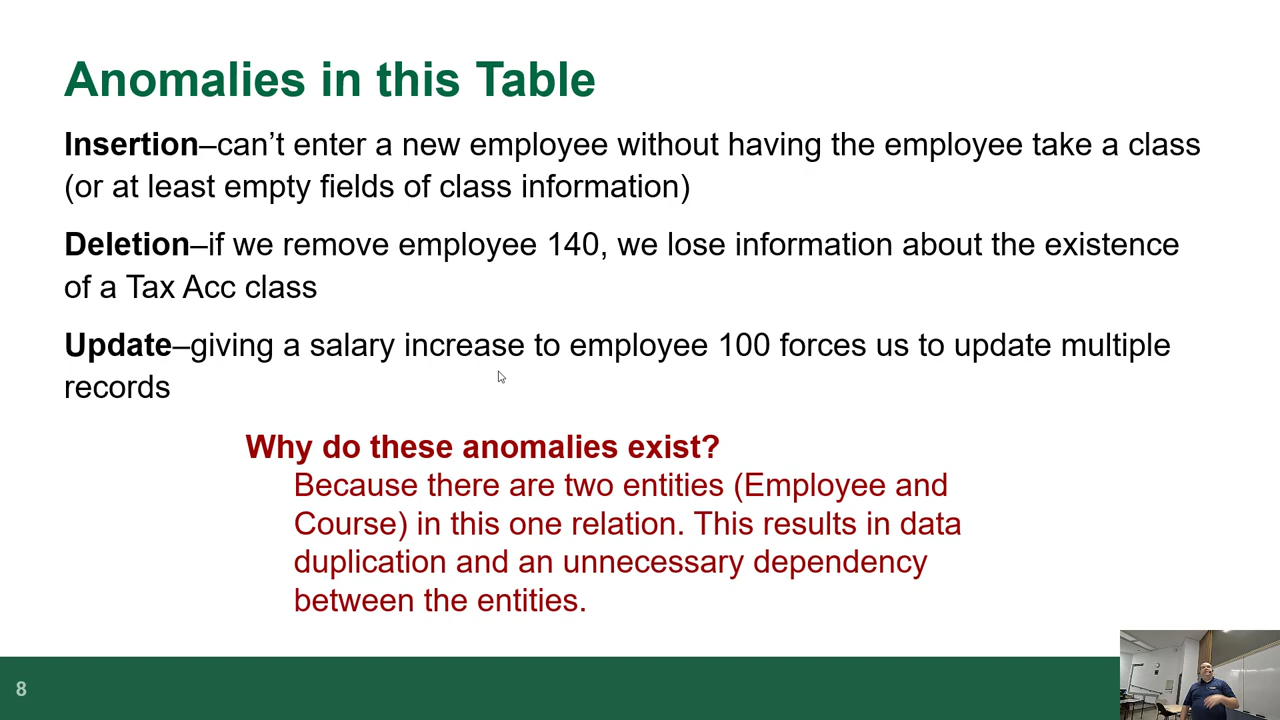 Anomalies in this Table
Insertion–can’t enter a new employee without having the employee take a class
(or at least empty fields of class information)
Deletion–if we remove employee 140, we lose information about the existence
of a Tax Acc class
Update–giving a salary increase to employee 100 forces us to update multiple
records
Why do these anomalies exist?
Because there are two entities (Employee and
Course) in this one relation. This results in data
duplication and an unnecessary dependency
between the entities.
8